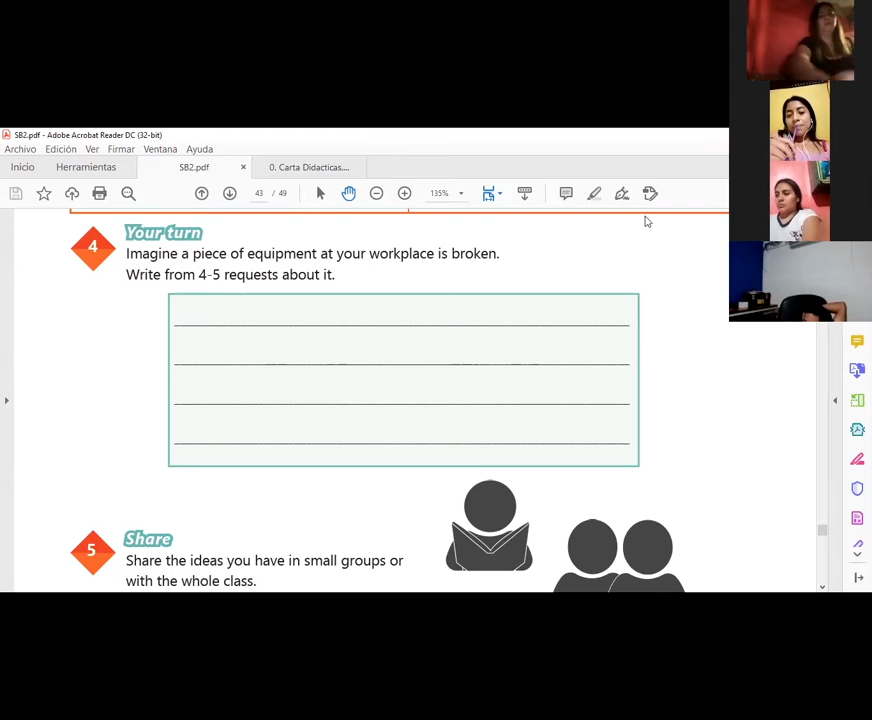 SB2.pdf - Adobe Acrobat Reader DC (32-bit)
Archivo Edición Ver Firmar Ventana Ayuda
Inicio Herramientas SB2.pdf × 0. Carta Didacticas....
43 / 49 135%
4 Your turn
Imagine a piece of equipment at your workplace is broken.
Write from 4-5 requests about it.
5 Share
Share the ideas you have in small groups or
with the whole class.